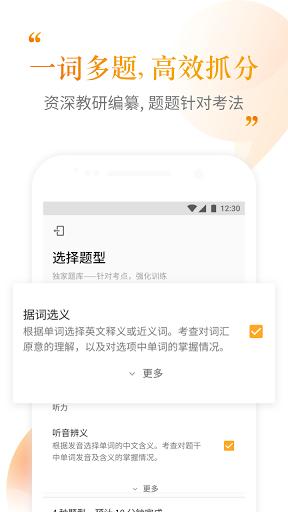 “
一词多题, 高效抓分
资深教研编纂, 题题针对考法
”
12:30
选择题型
独家题库——针对考点，强化训练
据词选义
根据单词选择英文释义或近义词。考查对词汇
原意的理解，以及对选项中单词的掌握情况。
更多
听力
听音辨义
根据发音选择单词的中文含义。考查对题干
中单词发音及含义的掌握情况。
更多